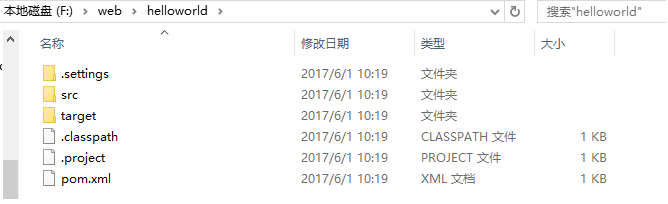 本地磁盘 (F:) › web › helloworld › 搜索"helloworld"
名称 修改日期 类型 大小
.settings 2017/6/1 10:19 文件夹
src 2017/6/1 10:19 文件夹
target 2017/6/1 10:19 文件夹
.classpath 2017/6/1 10:19 CLASSPATH 文件 1 KB
.project 2017/6/1 10:19 PROJECT 文件 1 KB
pom.xml 2017/6/1 10:19 XML 文档 1 KB